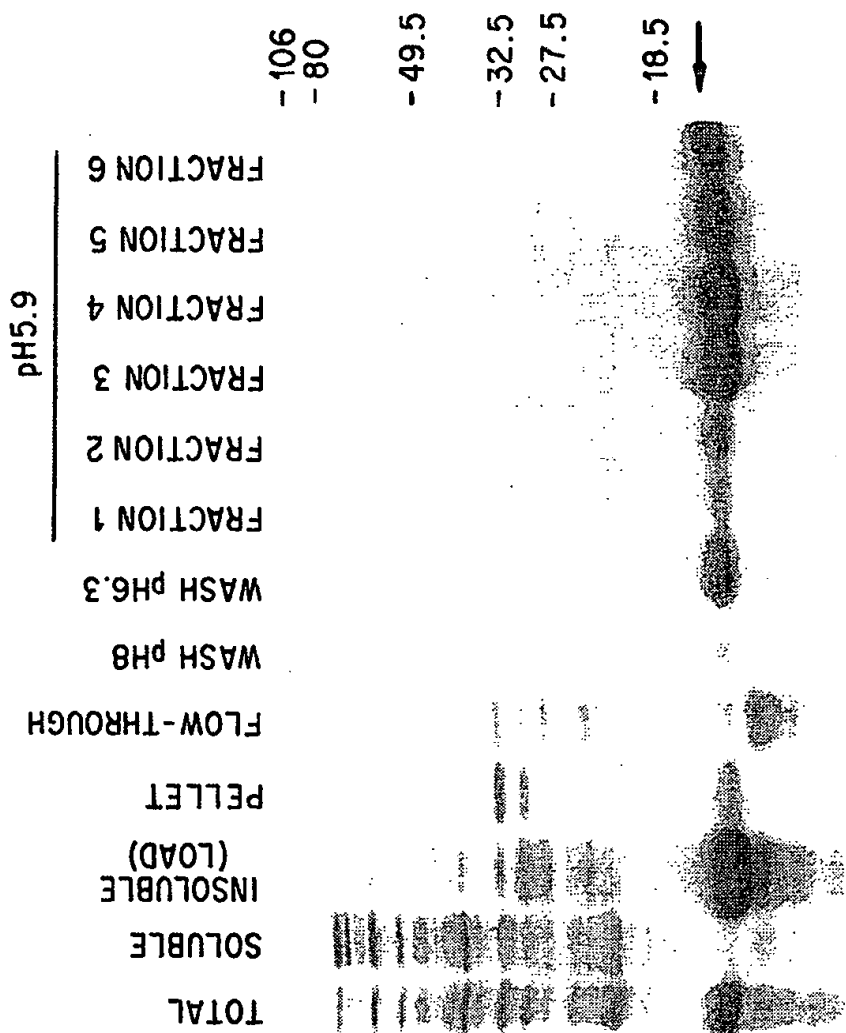 TOTAL
SOLUBLE
INSOLUBLE
(LOAD)
PELLET
FLOW-THROUGH
WASH pH8
WASH pH6.3
FRACTION 1
FRACTION 2
FRACTION 3
FRACTION 4
FRACTION 5
FRACTION 6
pH5.9
-106
-80
-49.5
-32.5
-27.5
-18.5